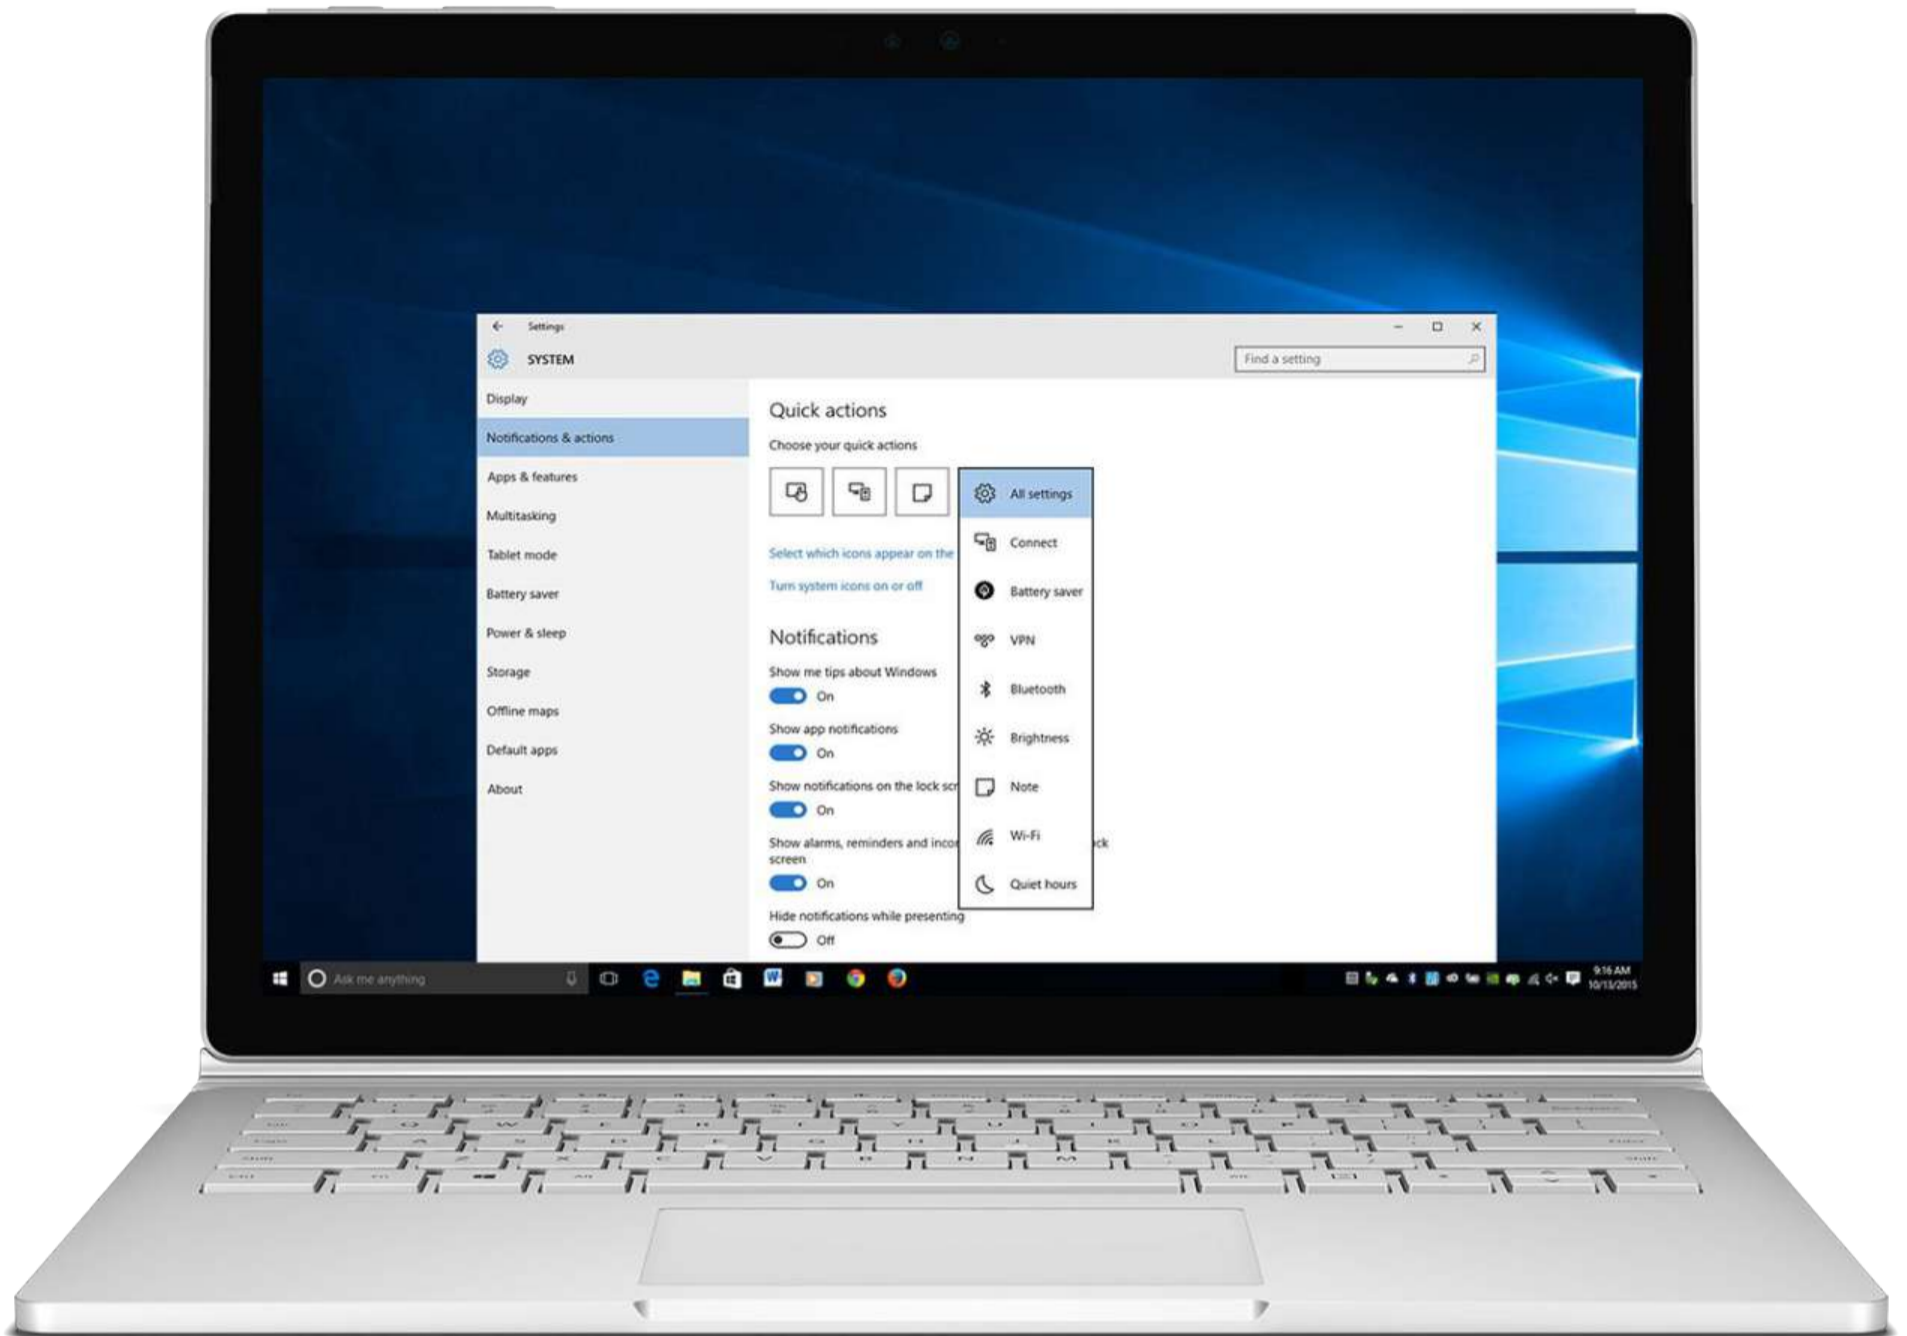 Settings
SYSTEM
Find a setting
Display
Notifications & actions
Apps & features
Multitasking
Tablet mode
Battery saver
Power & sleep
Storage
Offline maps
Default apps
About
Quick actions
Choose your quick actions
Select which icons appear on the
Turn system icons on or off
Notifications
Show me tips about Windows
On
Show app notifications
On
Show notifications on the lock scr
On
Show alarms, reminders and incor
ock
screen
On
Hide notifications while presenting
Off
All settings
Connect
Battery saver
VPN
Bluetooth
Brightness
Note
Wi-Fi
Quiet hours
Ask me anything
9:16 AM
10/13/2015